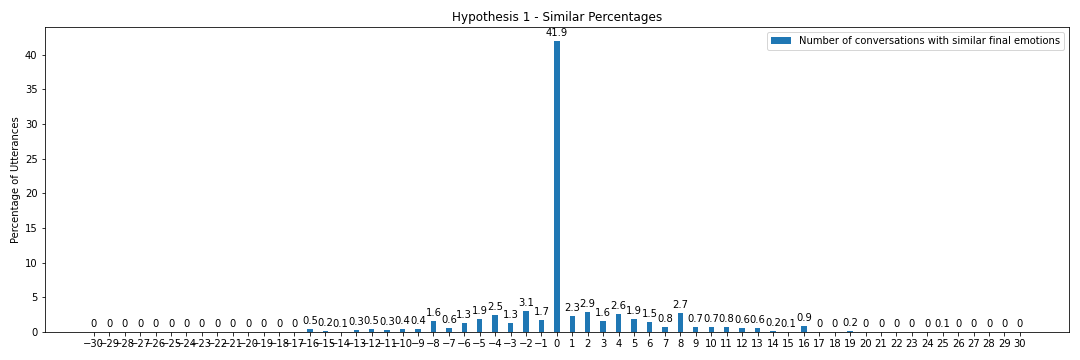 Hypothesis 1 - Similar Percentages
Number of conversations with similar final emotions
Percentage of Utterances
40
35
30
25
20
15
10
5
0
0 0 0 0 0 0 0 0 0 0 0 0 0 0 0.5 0.2 0.1 0.3 0.5 0.3 0.4 0.4 1.6 0.6 1.3 1.9 2.5 1.3 3.1 1.7 41.9 2.3 2.9 1.6 2.6 1.9 1.5 0.8 2.7 0.7 0.7 0.8 0.6 0.6 0.2 0.1 0.9 0 0 0.2 0 0 0 0 0 0.1 0 0 0 0 0
−30 −29 −28 −27 −26 −25 −24 −23 −22 −21 −20 −19 −18 −17 −16 −15 −14 −13 −12 −11 −10 −9 −8 −7 −6 −5 −4 −3 −2 −1 0 1 2 3 4 5 6 7 8 9 10 11 12 13 14 15 16 17 18 19 20 21 22 23 24 25 26 27 28 29 30